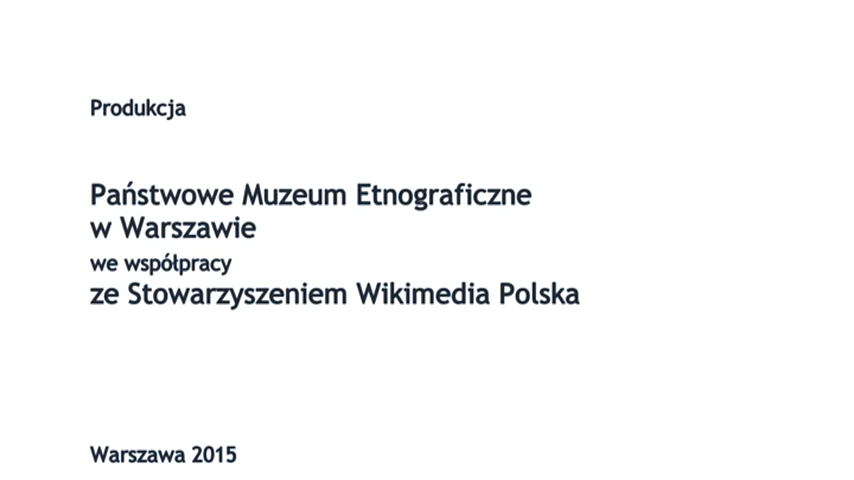 Produkcja
Państwowe Muzeum Etnograficzne
w Warszawie
we współpracy
ze Stowarzyszeniem Wikimedia Polska
Warszawa 2015